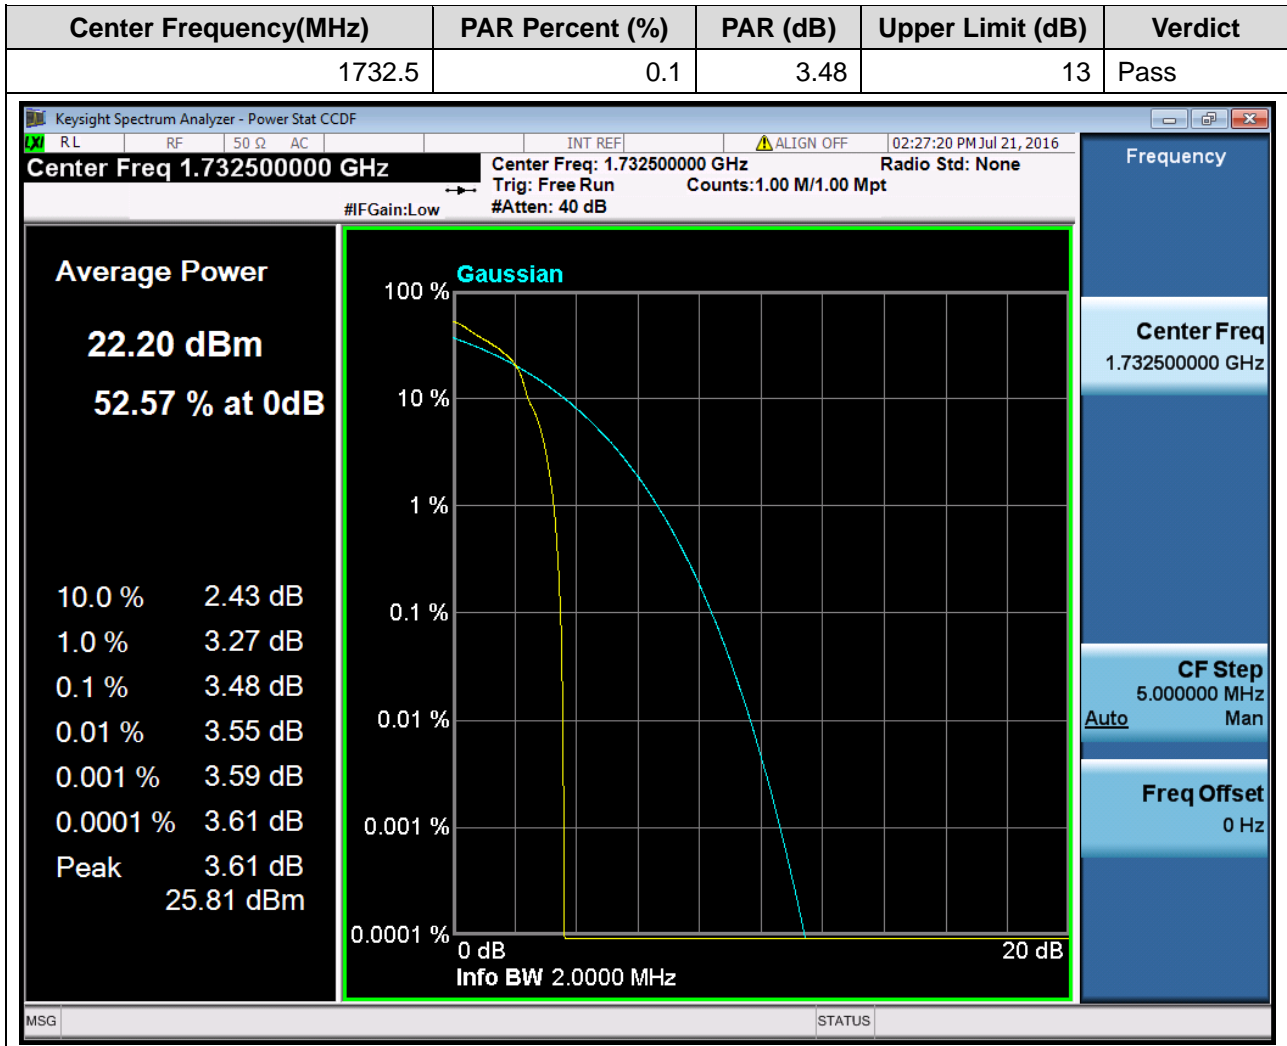 Center Frequency(MHz) PAR Percent (%) PAR (dB) Upper Limit (dB) Verdict
1732.5 0.1 3.48 13 Pass
Keysight Spectrum Analyzer - Power Stat CCDF
LXI RL RF 50 Ω AC INT REF ALIGN OFF 02:27:20 PM Jul 21, 2016
Center Freq 1.732500000 GHz
Center Freq: 1.732500000 GHz Radio Std: None
Trig: Free Run Counts:1.00 M/1.00 Mpt
#IFGain:Low #Atten: 40 dB
Frequency
Average Power
22.20 dBm
52.57 % at 0dB
10.0 % 2.43 dB
1.0 % 3.27 dB
0.1 % 3.48 dB
0.01 % 3.55 dB
0.001 % 3.59 dB
0.0001 % 3.61 dB
Peak 3.61 dB
25.81 dBm
Gaussian
100 %
10 %
1 %
0.1 %
0.01 %
0.001 %
0.0001 %
0 dB 20 dB
Info BW 2.0000 MHz
Center Freq
1.732500000 GHz
CF Step
5.000000 MHz
Auto Man
Freq Offset
0 Hz
MSG STATUS